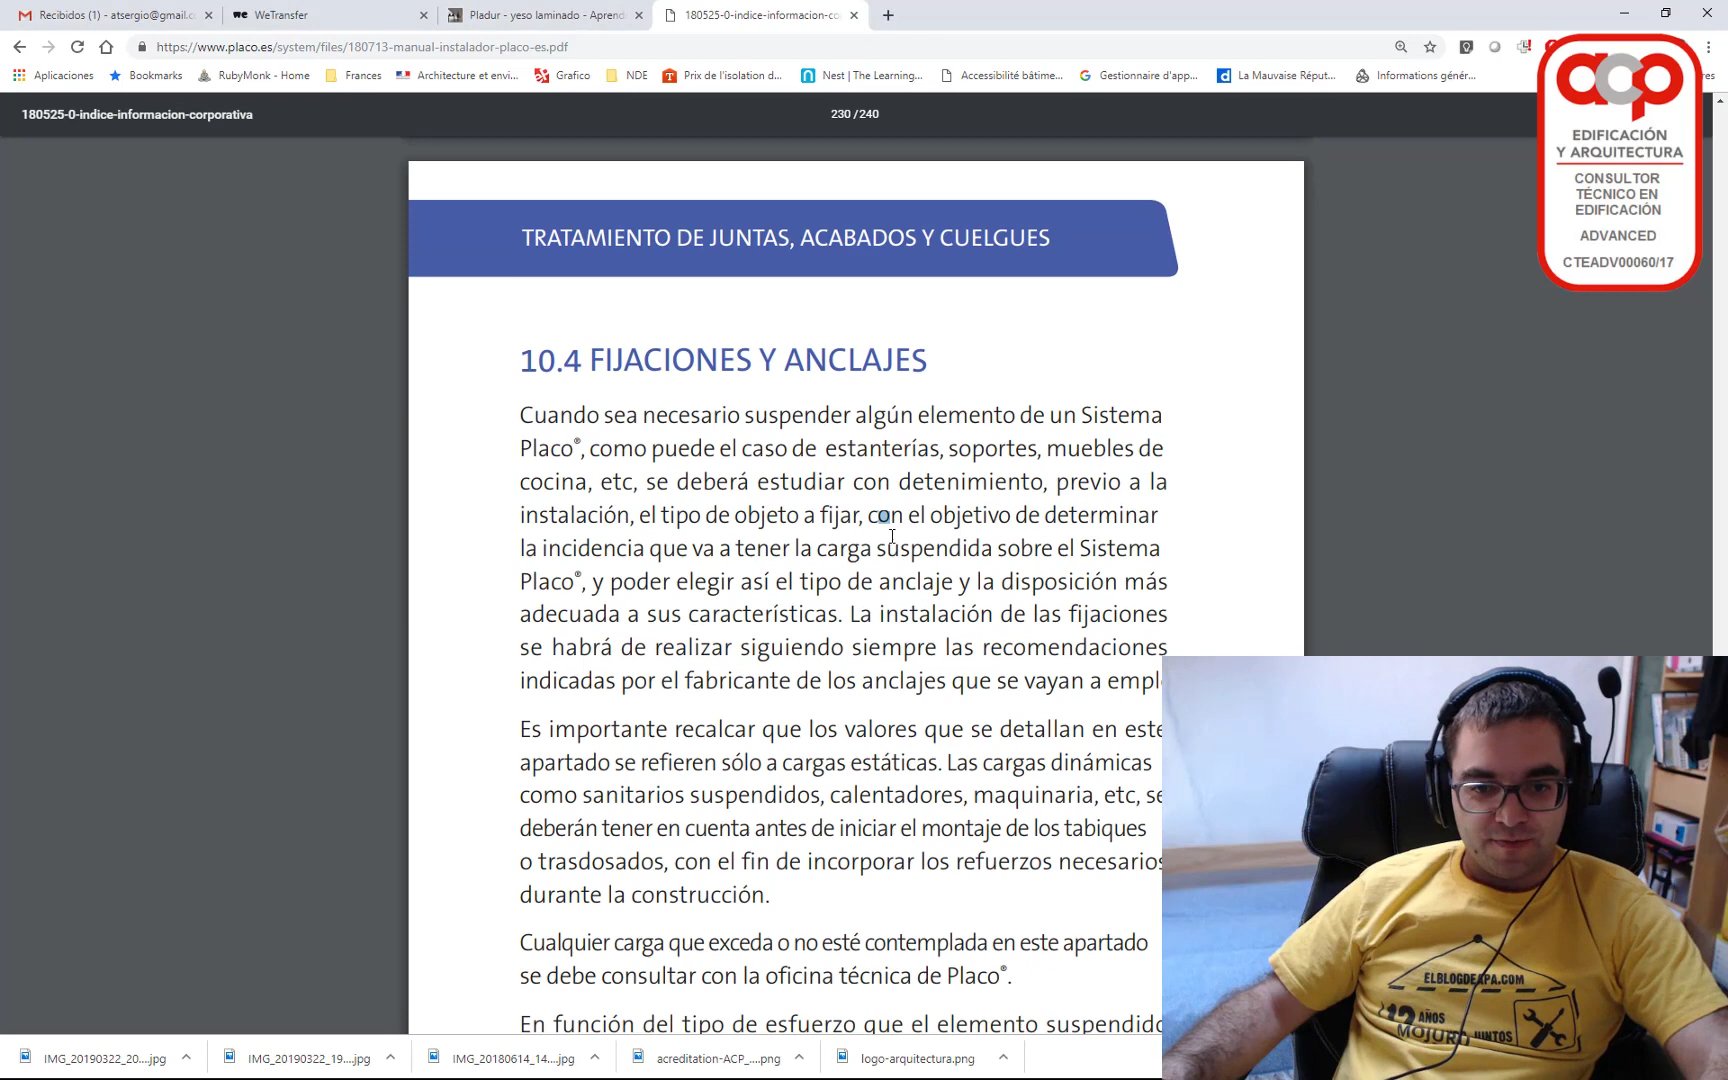 Recibidos (1) - atsergio@gmail.c
WeTransfer
Pladur - yeso laminado - Aprend
180525-0-indice-informacion-co
https://www.placo.es/system/files/180713-manual-instalador-placo-es.pdf
Aplicaciones
Bookmarks
RubyMonk - Home
Frances
Architecture et envi...
Grafico
NDE
Prix de l'isolation d...
Nest | The Learning...
Accessibilité bâtime...
Gestionnaire d'app...
La Mauvaise Réput...
Informations génér...
res
180525-0-indice-informacion-corporativa
230 / 240
acp
EDIFICACIÓN
Y ARQUITECTURA
CONSULTOR
TÉCNICO EN
EDIFICACIÓN
ADVANCED
CTEADV00060/17
TRATAMIENTO DE JUNTAS, ACABADOS Y CUELGUES
10.4 FIJACIONES Y ANCLAJES
Cuando sea necesario suspender algún elemento de un Sistema
Placo®, como puede el caso de estanterías, soportes, muebles de
cocina, etc, se deberá estudiar con detenimiento, previo a la
instalación, el tipo de objeto a fijar, con el objetivo de determinar
la incidencia que va a tener la carga suspendida sobre el Sistema
Placo®, y poder elegir así el tipo de anclaje y la disposición más
adecuada a sus características. La instalación de las fijaciones
se habrá de realizar siguiendo siempre las recomendaciones
indicadas por el fabricante de los anclajes que se vayan a empl
Es importante recalcar que los valores que se detallan en este
apartado se refieren sólo a cargas estáticas. Las cargas dinámicas
como sanitarios suspendidos, calentadores, maquinaria, etc, se
deberán tener en cuenta antes de iniciar el montaje de los tabiques
o trasdosados, con el fin de incorporar los refuerzos necesarios
durante la construcción.
Cualquier carga que exceda o no esté contemplada en este apartado
se debe consultar con la oficina técnica de Placo®.
En función del tipo de esfuerzo que el elemento suspendido
ELBLOGDEAPA.COM
12 AÑOS
MOJUR JUNTOS
IMG_20190322_20....jpg
IMG_20190322_19....jpg
IMG_20180614_14....jpg
acreditation-ACP_....png
logo-arquitectura.png